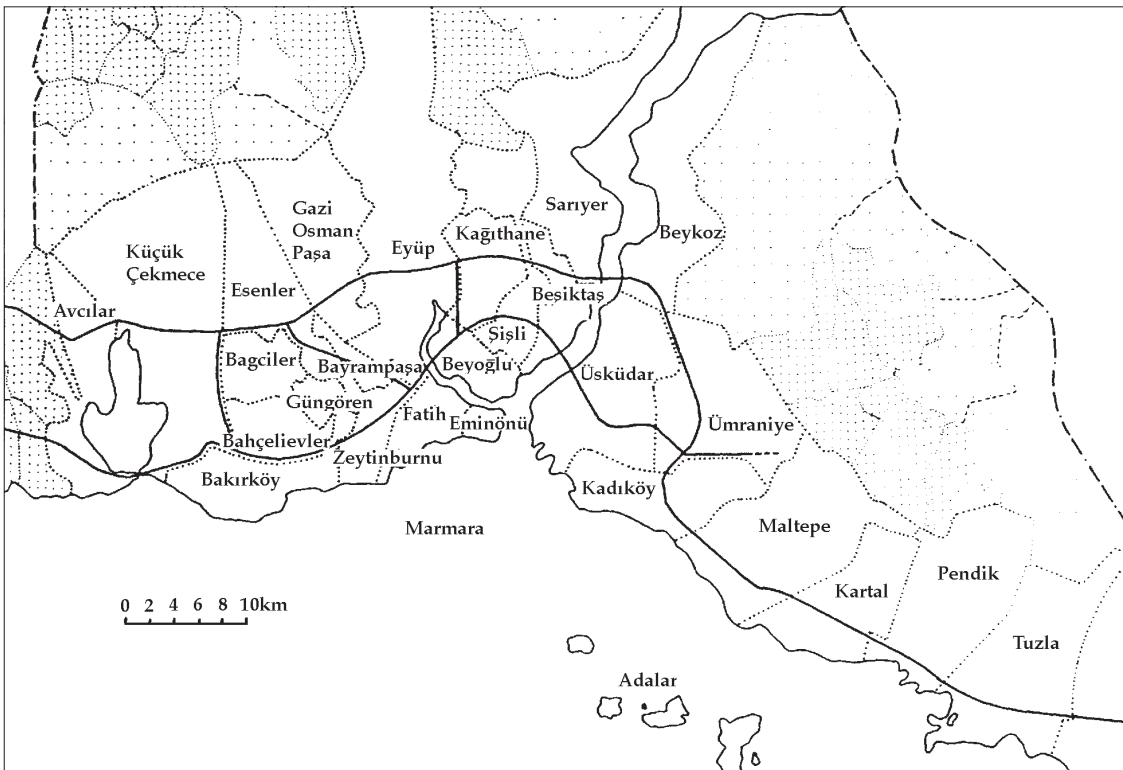 Sarıyer
Gazi
Osman
Paşa
Kağıthane
Beykoz
Küçük
Çekmece
Eyüp
Esenler
Beşiktaş
Avcılar
Şişli
Bagciler
Bayrampaşa
Beyoğlu
Üsküdar
Güngören
Fatih
Eminönü
Ümraniye
Bahçelievler
Zeytinburnu
Bakırköy
Kadıköy
Marmara
Maltepe
Pendik
Kartal
0 2 4 6 8 10km
Tuzla
Adalar